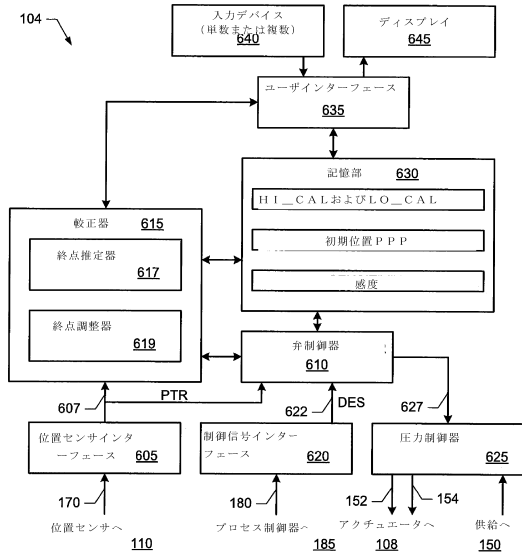 104
入力デバイス
(単数または複数)
640
ディスプレイ
645
ユーザインターフェース
635
記憶部 630
HI_CALおよびLO_CAL
初期位置PPP
感度
較正器 615
終点推定器
617
終点調整器
619
弁制御器
610
607
PTR
622
DES
627
位置センサインタ
ーフェース 605
制御信号インター
フェース 620
圧力制御器
625
170
180
152
154
位置センサへ
110
プロセス制御器へ
185
アクチュエータへ
108
供給へ
150